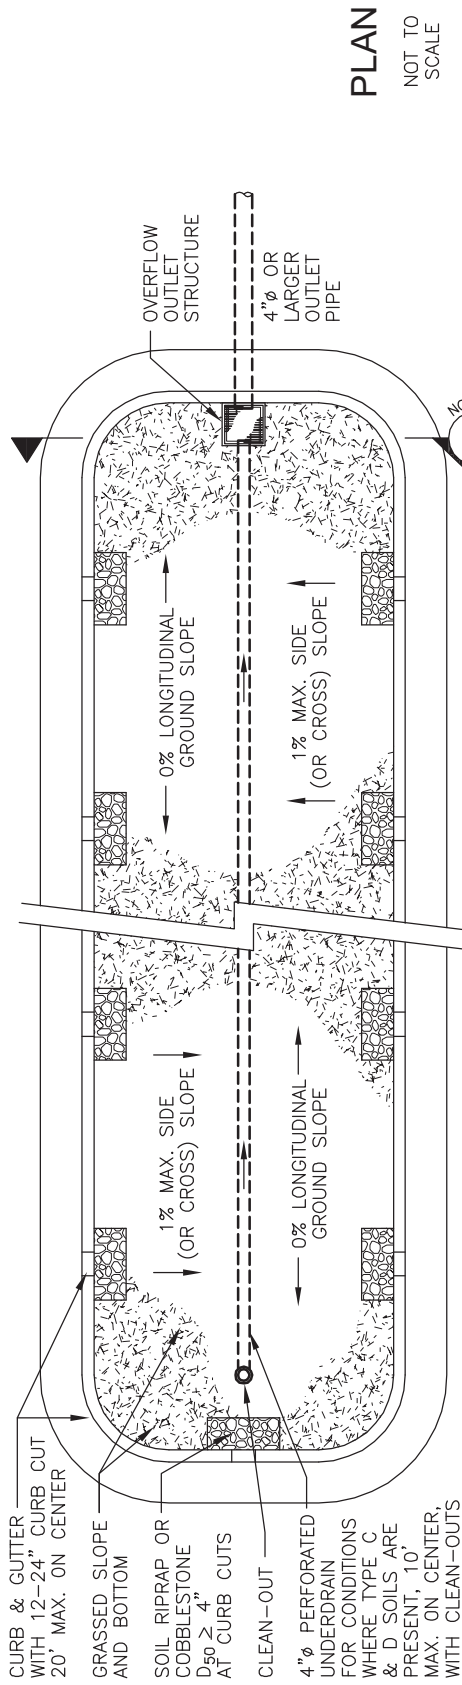 CURB & GUTTER
WITH 12–24" CURB CUT
20' MAX. ON CENTER
GRASSED SLOPE
AND BOTTOM
SOIL RIPRAP OR
COBBLESTONE
D50 ≥ 4"
AT CURB CUTS
CLEAN–OUT
4"ø PERFORATED
UNDERDRAIN
FOR CONDITIONS
WHERE TYPE C
& D SOILS ARE
PRESENT, 10'
MAX. ON CENTER,
WITH CLEAN–OUTS
1% MAX. SIDE
(OR CROSS) SLOPE
0% LONGITUDINAL
GROUND SLOPE
0% LONGITUDINAL
GROUND SLOPE
1% MAX. SIDE
(OR CROSS) SLOPE
OVERFLOW
OUTLET
STRUCTURE
4"ø OR
LARGER
OUTLET
PIPE
PLAN
NOT TO
SCALE